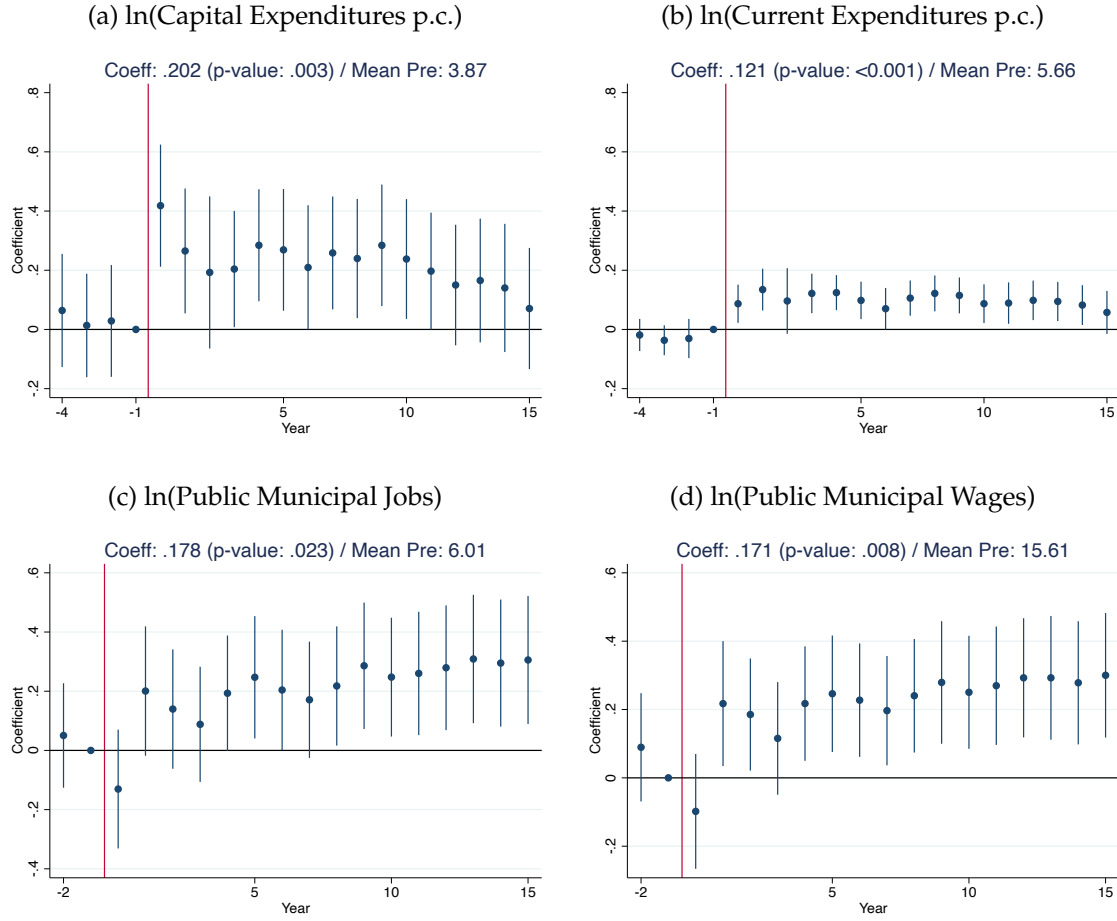 (a) ln(Capital Expenditures p.c.)
Coeff: .202 (p-value: .003) / Mean Pre: 3.87
.8
.6
.4
.2
0
-.2
Coefficient
-4
-1
5
10
15
Year
(b) ln(Current Expenditures p.c.)
Coeff: .121 (p-value: <0.001) / Mean Pre: 5.66
.8
.6
.4
.2
0
-.2
Coefficient
-4
-1
5
10
15
Year
(c) ln(Public Municipal Jobs)
Coeff: .178 (p-value: .023) / Mean Pre: 6.01
.6
.4
.2
0
-.2
-.4
Coefficient
-2
5
10
15
Year
(d) ln(Public Municipal Wages)
Coeff: .171 (p-value: .008) / Mean Pre: 15.61
.6
.4
.2
0
-.2
Coefficient
-2
5
10
15
Year